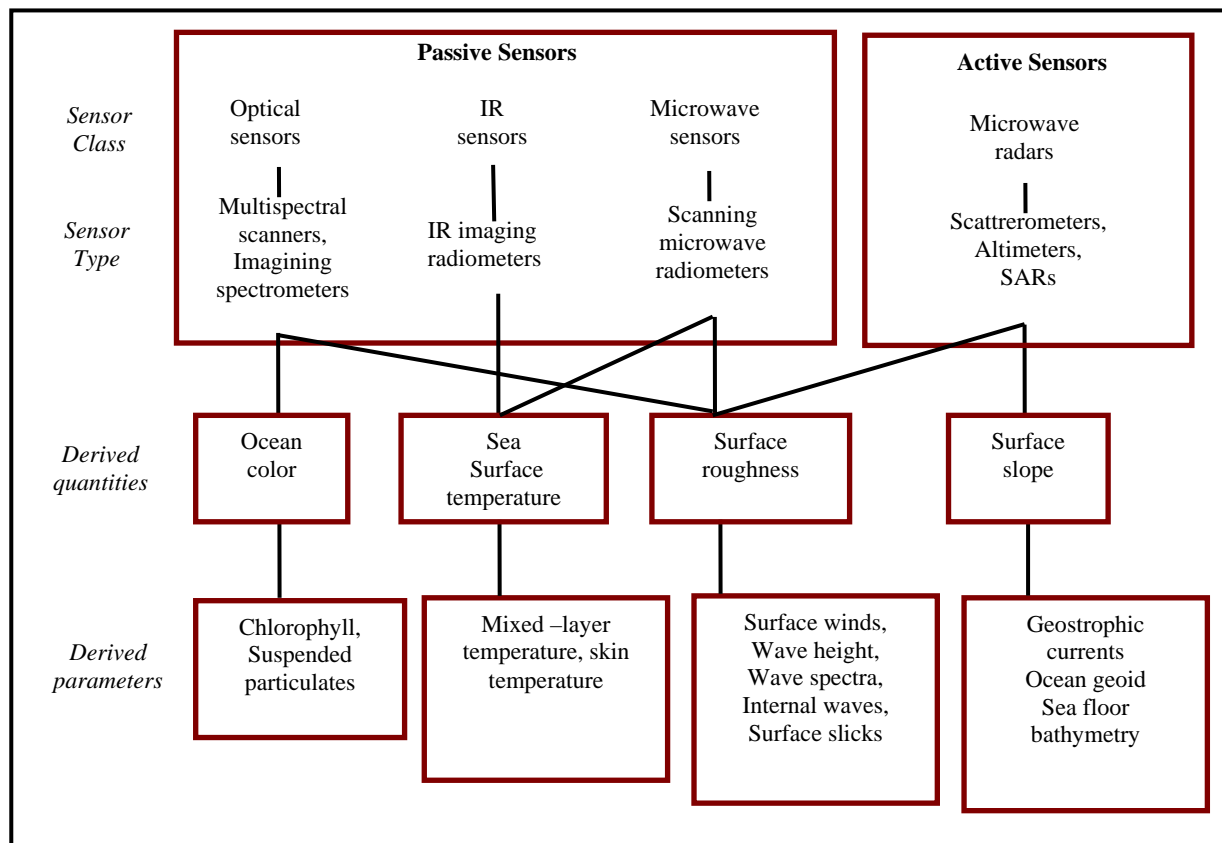 Passive Sensors
Active Sensors
Sensor
Class
Optical
sensors
IR
sensors
Microwave
sensors
Microwave
radars
Sensor
Type
Multispectral
scanners,
Imagining
spectrometers
IR imaging
radiometers
Scanning
microwave
radiometers
Scattrerometers,
Altimeters,
SARs
Derived
quantities
Ocean
color
Sea
Surface
temperature
Surface
roughness
Surface
slope
Derived
parameters
Chlorophyll,
Suspended
particulates
Mixed –layer
temperature, skin
temperature
Surface winds,
Wave height,
Wave spectra,
Internal waves,
Surface slicks
Geostrophic
currents
Ocean geoid
Sea floor
bathymetry